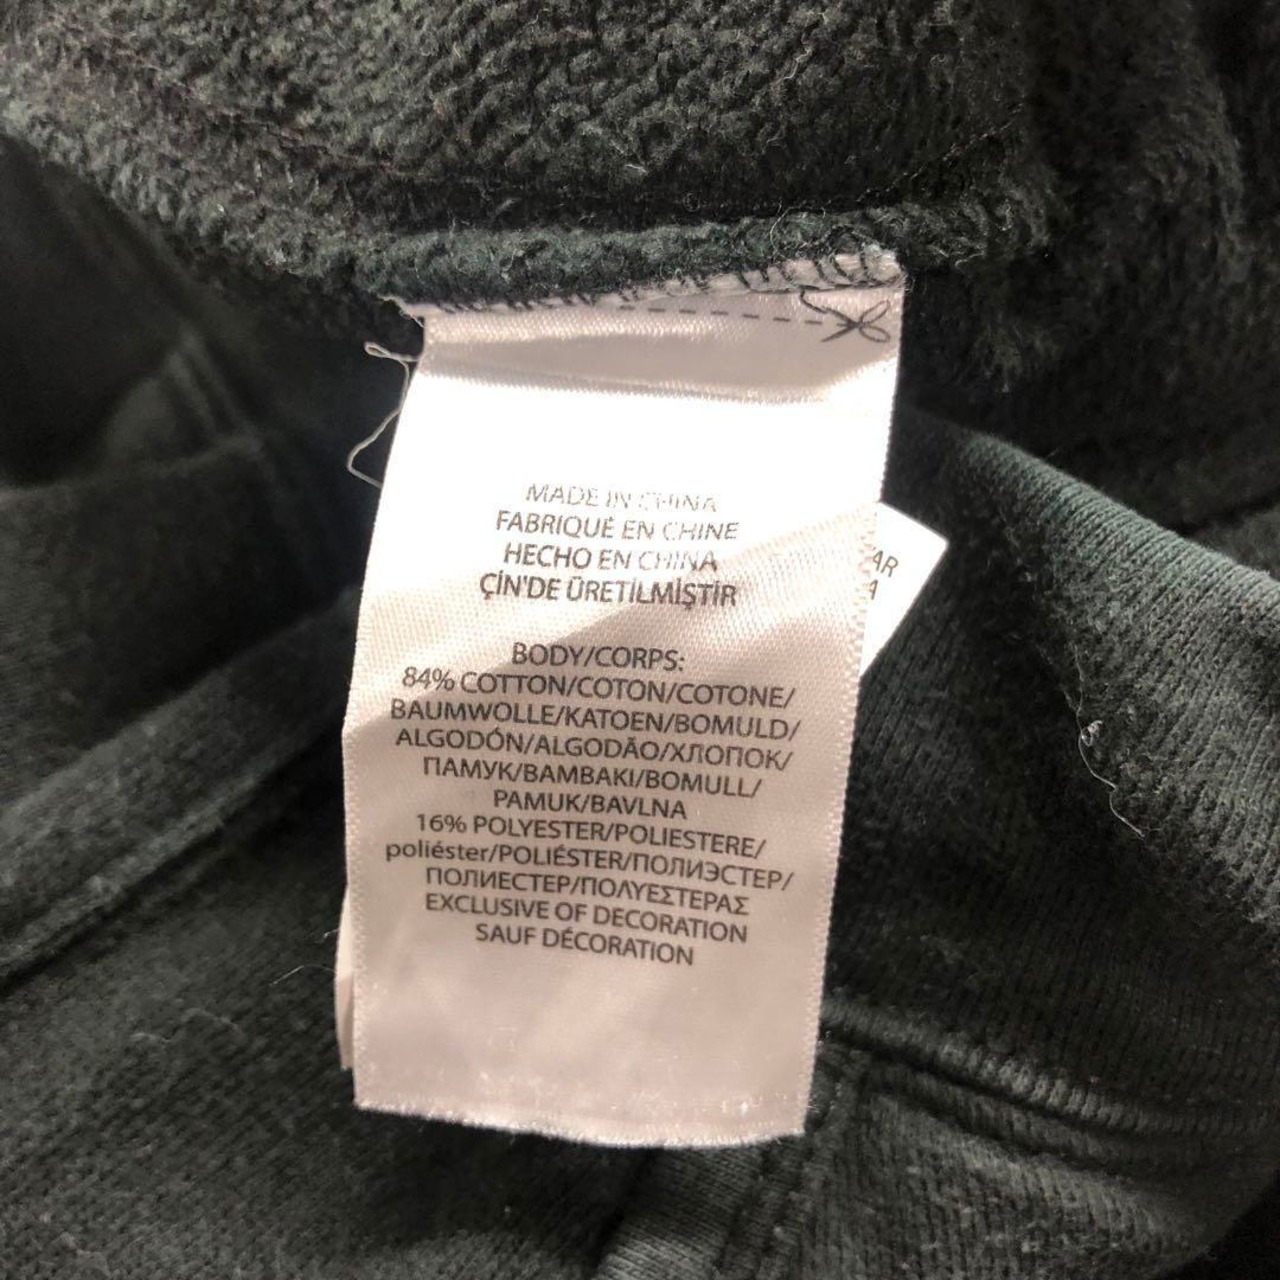 MADE IN CHINA
FABRIQUÉ EN CHINE
HECHO EN CHINA
ÇİN'DE ÜRETİLMİŞTİR
BODY/CORPS:
84% COTTON/COTON/COTONE/
BAUMWOLLE/KATOEN/BOMULD/
ALGODÓN/ALGODÃO/ХЛОПОК/
ПАМУК/ΒΑΜΒΑΚΙ/BOMULL/
PAMUK/BAVLNA
16% POLYESTER/POLIESTERE/
poliéster/POLIÉSTER/ПОЛИЭСТЕР/
ПОЛИЕСТЕР/ΠΟΛΥΕΣΤΕΡΑΣ
EXCLUSIVE OF DECORATION
SAUF DÉCORATION